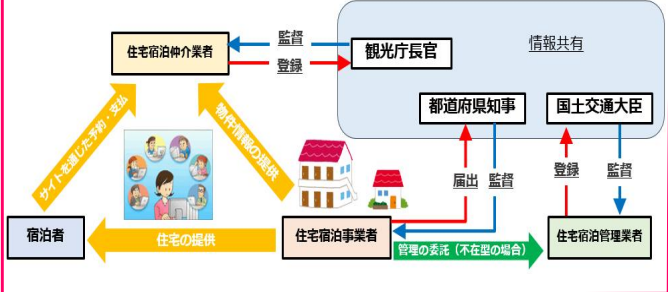 監督
住宅宿泊仲介業者
登録
観光庁長官
情報共有
都道府県知事
国土交通大臣
サイトを通じた予約・支払
物件情報の提供
届出
監督
登録
監督
宿泊者
住宅の提供
住宅宿泊事業者
管理の委託（不在型の場合）
住宅宿泊管理業者